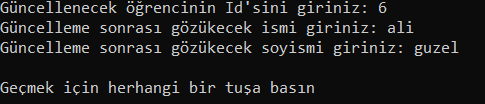 Güncellenecek öğrencinin Id'sini giriniz: 6
Güncelleme sonrası gözükecek ismi giriniz: ali
Güncelleme sonrası gözükecek soyismi giriniz: guzel
Geçmek için herhangi bir tuşa basın